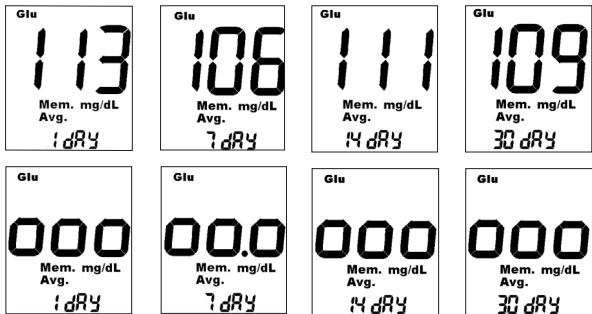 Glu
113
Mem. mg/dL
Avg.
1 dAY
Glu
106
Mem. mg/dL
Avg.
7 dAY
Glu
111
Mem. mg/dL
Avg.
14 dAY
Glu
109
Mem. mg/dL
Avg.
30 dAY
Glu
000
Mem. mg/dL
Avg.
1 dAY
Glu
00.0
Mem. mg/dL
Avg.
7 dAY
Glu
000
Mem. mg/dL
Avg.
14 dAY
Glu
000
Mem. mg/dL
Avg.
30 dAY